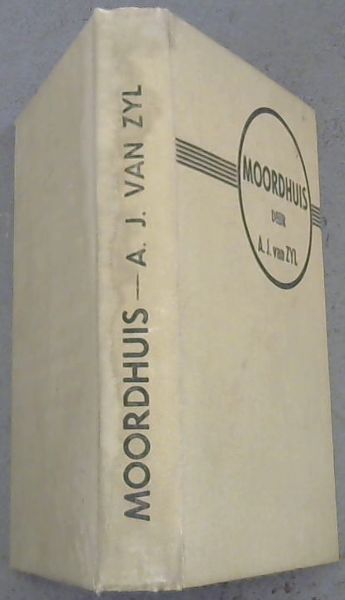 MOORDHUIS — A. J. VAN ZYL
MOORDHUIS
DEUR
A. J. van ZYL